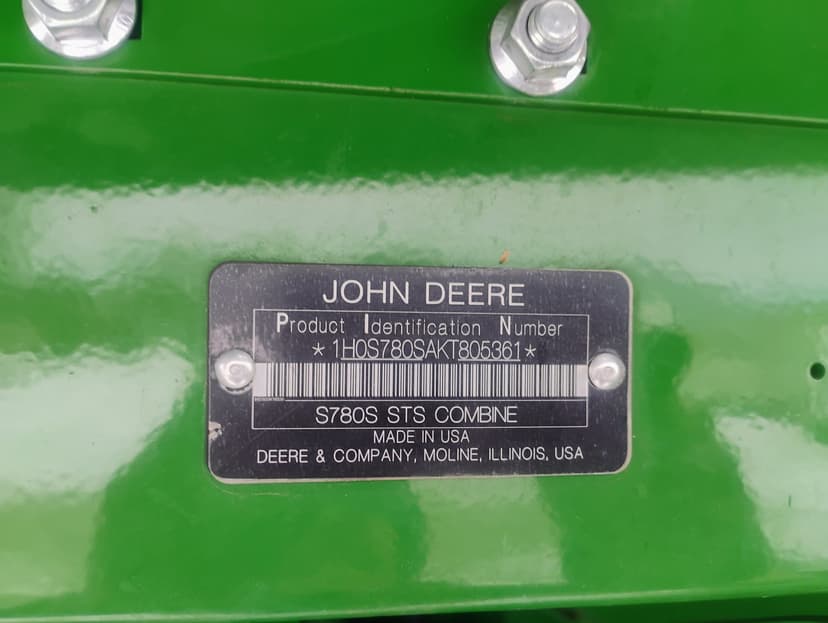 JOHN DEERE
Product Identification Number
*1H0S780SAKT805361*
S780S STS COMBINE
MADE IN USA
DEERE & COMPANY, MOLINE, ILLINOIS, USA